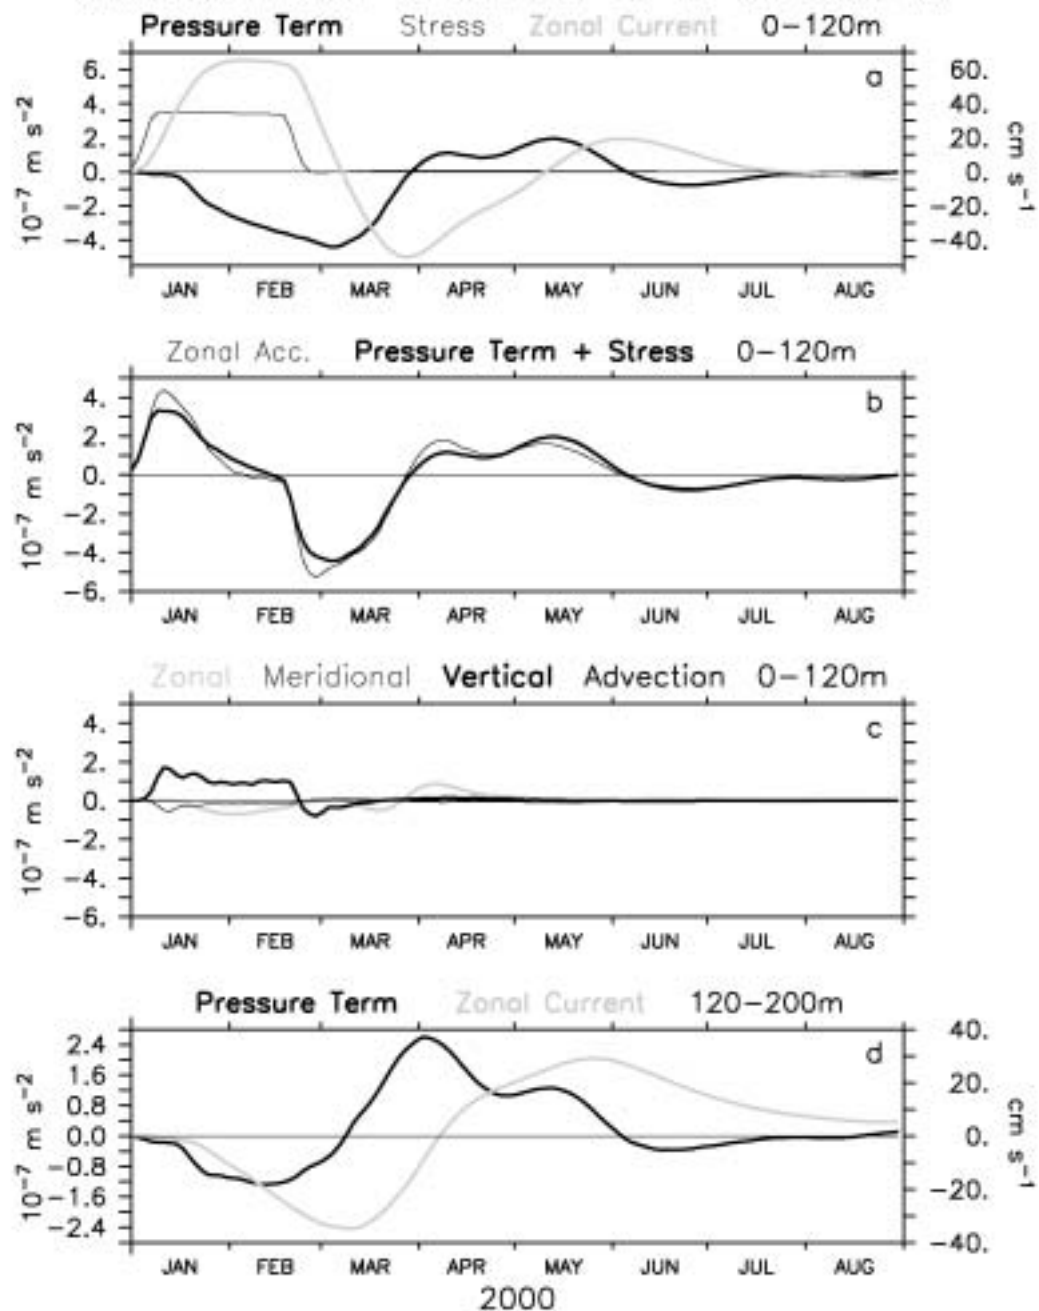 Pressure Term Stress Zonal Current 0-120m
a
6. 60.
4. 40.
2. 20.
0. 0.
-2. -20.
-4. -40.
10⁻⁷ m s⁻²
cm s⁻¹
JAN FEB MAR APR MAY JUN JUL AUG
Zonal Acc. Pressure Term + Stress 0-120m
b
4.
2.
0.
-2.
-4.
-6.
10⁻⁷ m s⁻²
JAN FEB MAR APR MAY JUN JUL AUG
Zonal Meridional Vertical Advection 0-120m
c
4.
2.
0.
-2.
-4.
-6.
10⁻⁷ m s⁻²
JAN FEB MAR APR MAY JUN JUL AUG
Pressure Term Zonal Current 120-200m
d
2.4 40.
1.6 20.
0.8
0.0 0.
-0.8
-1.6 -20.
-2.4 -40.
10⁻⁷ m s⁻²
cm s⁻¹
JAN FEB MAR APR MAY JUN JUL AUG
2000